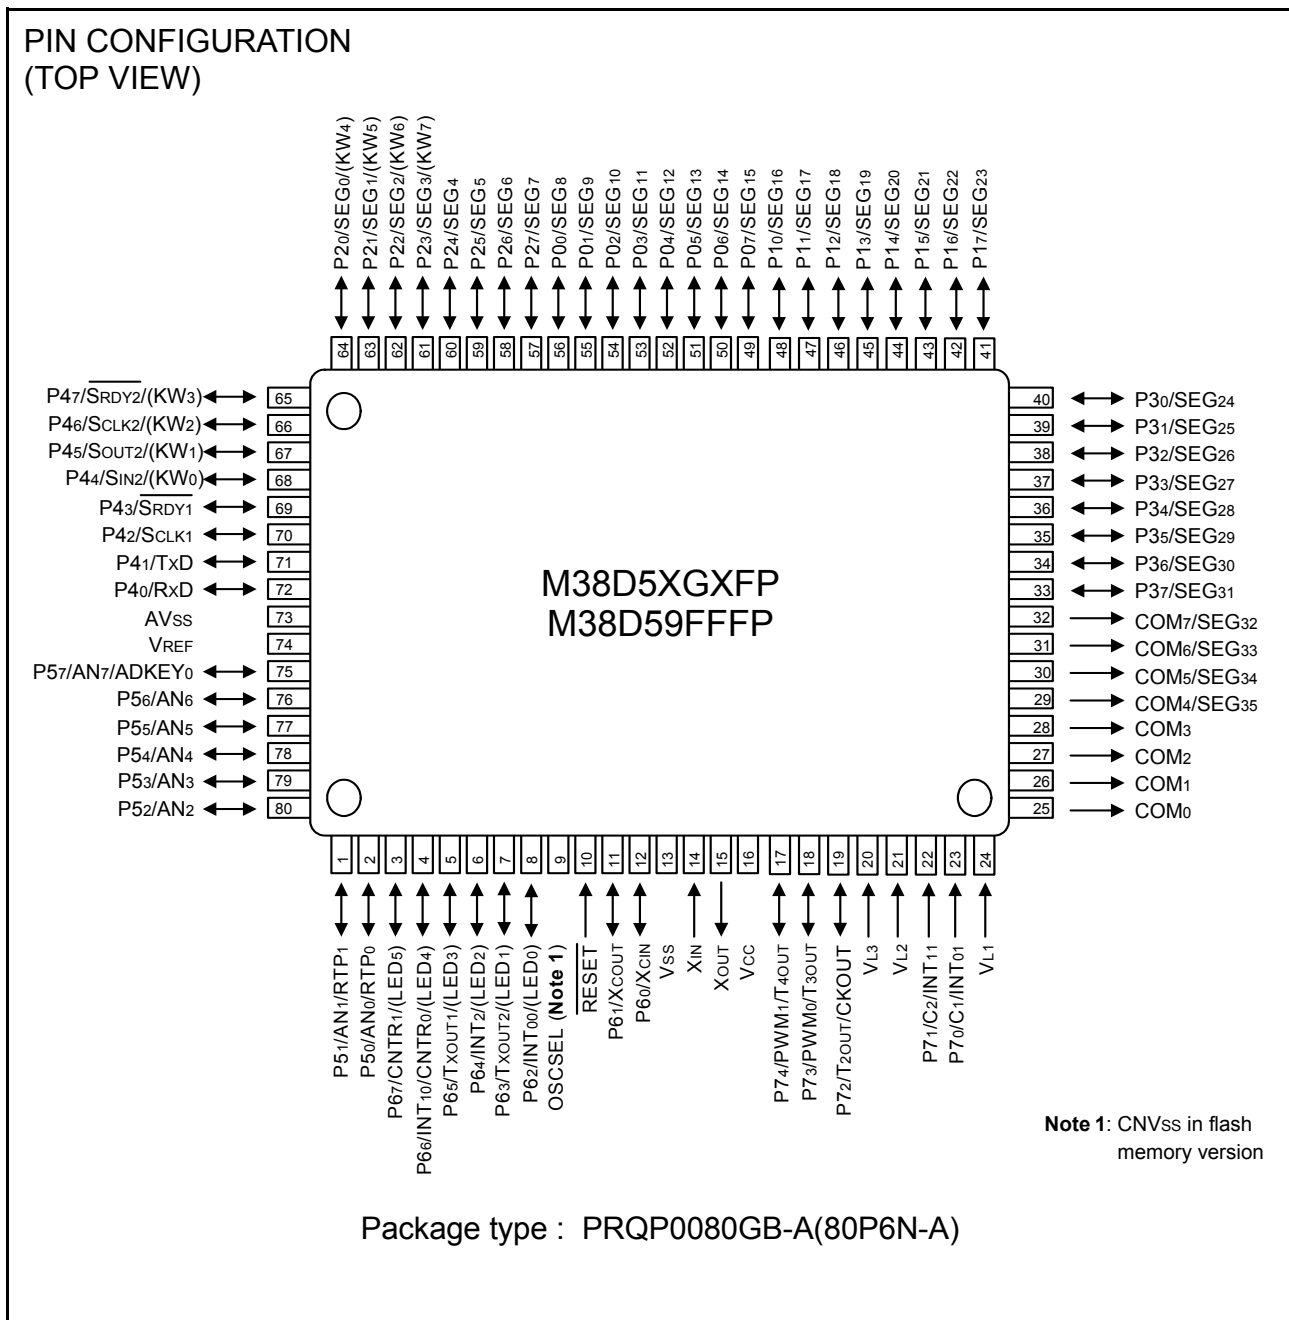 PIN CONFIGURATION
(TOP VIEW)
P20/SEG0/(KW4)
P21/SEG1/(KW5)
P22/SEG2/(KW6)
P23/SEG3/(KW7)
P24/SEG4
P25/SEG5
P26/SEG6
P27/SEG7
P00/SEG8
P01/SEG9
P02/SEG10
P03/SEG11
P04/SEG12
P05/SEG13
P06/SEG14
P07/SEG15
P10/SEG16
P11/SEG17
P12/SEG18
P13/SEG19
P14/SEG20
P15/SEG21
P16/SEG22
P17/SEG23
64 63 62 61 60 59 58 57 56 55 54 53 52 51 50 49 48 47 46 45 44 43 42 41
P47/SRDY2/(KW3) 65
P46/SCLK2/(KW2) 66
P45/SOUT2/(KW1) 67
P44/SIN2/(KW0) 68
P43/SRDY1 69
P42/SCLK1 70
P41/TxD 71
P40/RxD 72
AVSS 73
VREF 74
P57/AN7/ADKEY0 75
P56/AN6 76
P55/AN5 77
P54/AN4 78
P53/AN3 79
P52/AN2 80
M38D5XGXFP
M38D59FFFP
40 P30/SEG24
39 P31/SEG25
38 P32/SEG26
37 P33/SEG27
36 P34/SEG28
35 P35/SEG29
34 P36/SEG30
33 P37/SEG31
32 COM7/SEG32
31 COM6/SEG33
30 COM5/SEG34
29 COM4/SEG35
28 COM3
27 COM2
26 COM1
25 COM0
1 2 3 4 5 6 7 8 9 10 11 12 13 14 15 16 17 18 19 20 21 22 23 24
P51/AN1/RTP1
P50/AN0/RTP0
P67/CNTR1/(LED5)
P66/INT10/CNTR0/(LED4)
P65/TXOUT1/(LED3)
P64/INT2/(LED2)
P63/TXOUT2/(LED1)
P62/INT00/(LED0)
OSCSEL (Note 1)
RESET
P61/XCOUT
P60/XCIN
VSS
XIN
XOUT
VCC
P74/PWM1/T4OUT
P73/PWM0/T3OUT
P72/T2OUT/CKOUT
VL3
VL2
P71/C2/INT11
P70/C1/INT01
VL1
Note 1: CNVSS in flash
memory version
Package type : PRQP0080GB-A(80P6N-A)